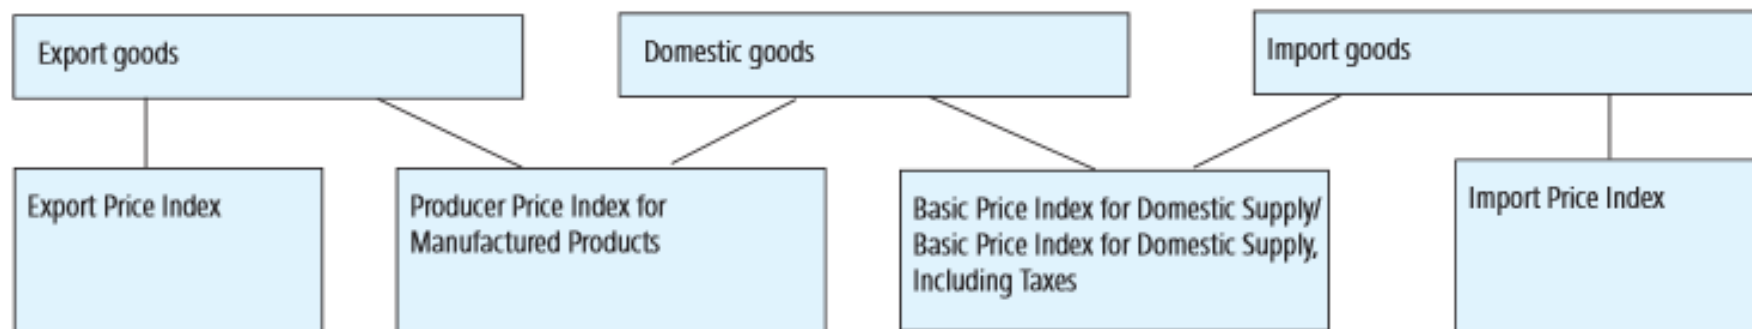 Export goods
Domestic goods
Import goods
Export Price Index
Producer Price Index for
Manufactured Products
Basic Price Index for Domestic Supply/
Basic Price Index for Domestic Supply,
Including Taxes
Import Price Index